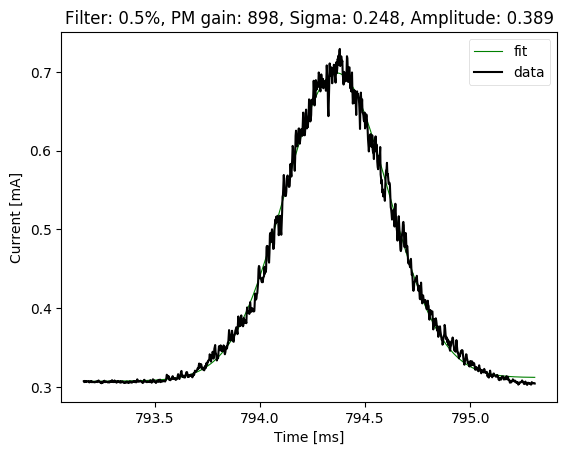 Filter: 0.5%, PM gain: 898, Sigma: 0.248, Amplitude: 0.389
fit
data
0.7
0.6
0.5
0.4
0.3
Current [mA]
793.5 794.0 794.5 795.0
Time [ms]